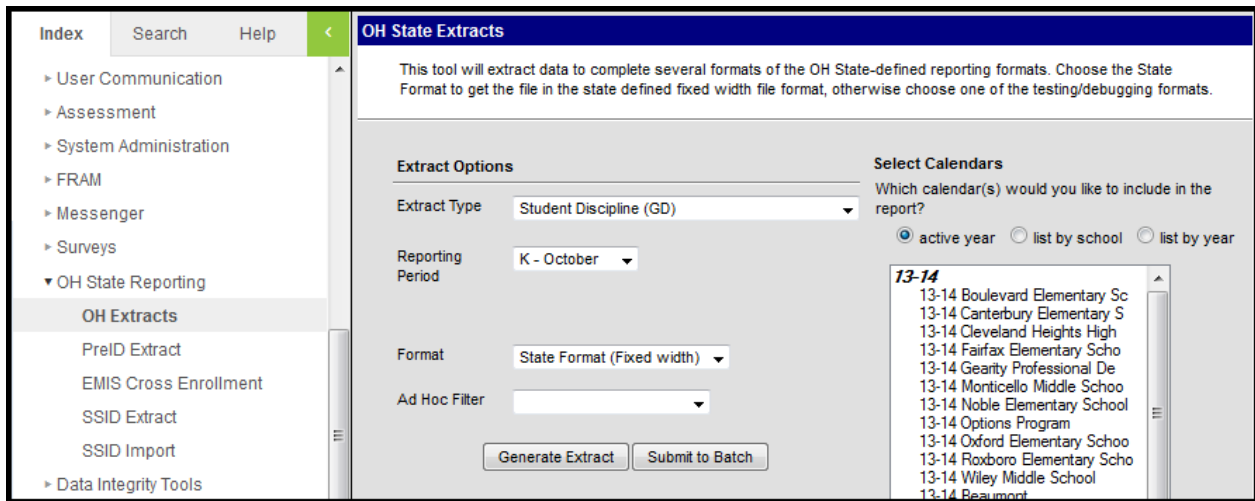 Index Search Help <
User Communication
Assessment
System Administration
FRAM
Messenger
Surveys
OH State Reporting
OH Extracts
PreID Extract
EMIS Cross Enrollment
SSID Extract
SSID Import
Data Integrity Tools
OH State Extracts
This tool will extract data to complete several formats of the OH State-defined reporting formats. Choose the State
Format to get the file in the state defined fixed width file format, otherwise choose one of the testing/debugging formats.
Extract Options
Extract Type Student Discipline (GD)
Reporting K - October
Period
Format State Format (Fixed width)
Ad Hoc Filter
Generate Extract Submit to Batch
Select Calendars
Which calendar(s) would you like to include in the
report?
active year list by school list by year
13-14
13-14 Boulevard Elementary Sc
13-14 Canterbury Elementary S
13-14 Cleveland Heights High
13-14 Fairfax Elementary Scho
13-14 Gearity Professional De
13-14 Monticello Middle Schoo
13-14 Noble Elementary School
13-14 Options Program
13-14 Oxford Elementary Schoo
13-14 Roxboro Elementary Scho
13-14 Wiley Middle School
13-14 Beaumont